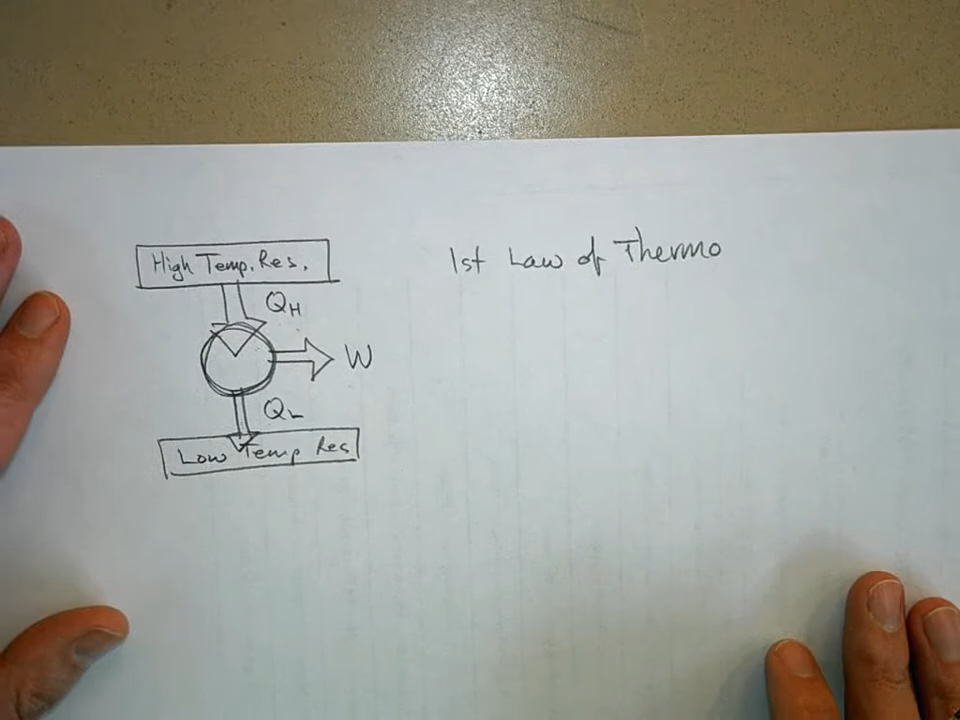 High Temp. Res.
1st Law of Thermo
QH
W
QL
Low Temp Res